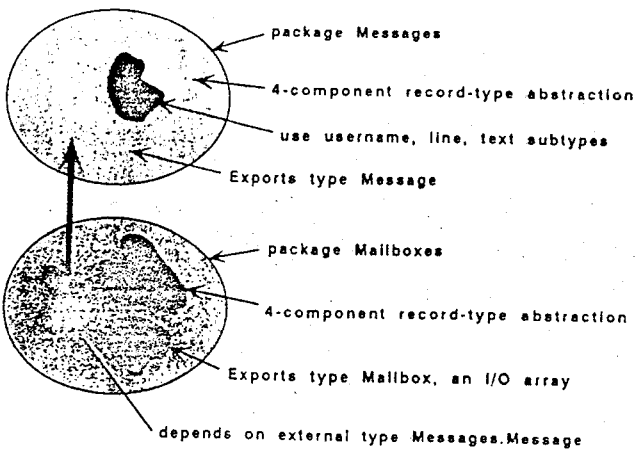 package Messages
4-component record-type abstraction
use username, line, text subtypes
Exports type Message
package Mailboxes
4-component record-type abstraction
Exports type Mailbox, an I/O array
depends on external type Messages.Message